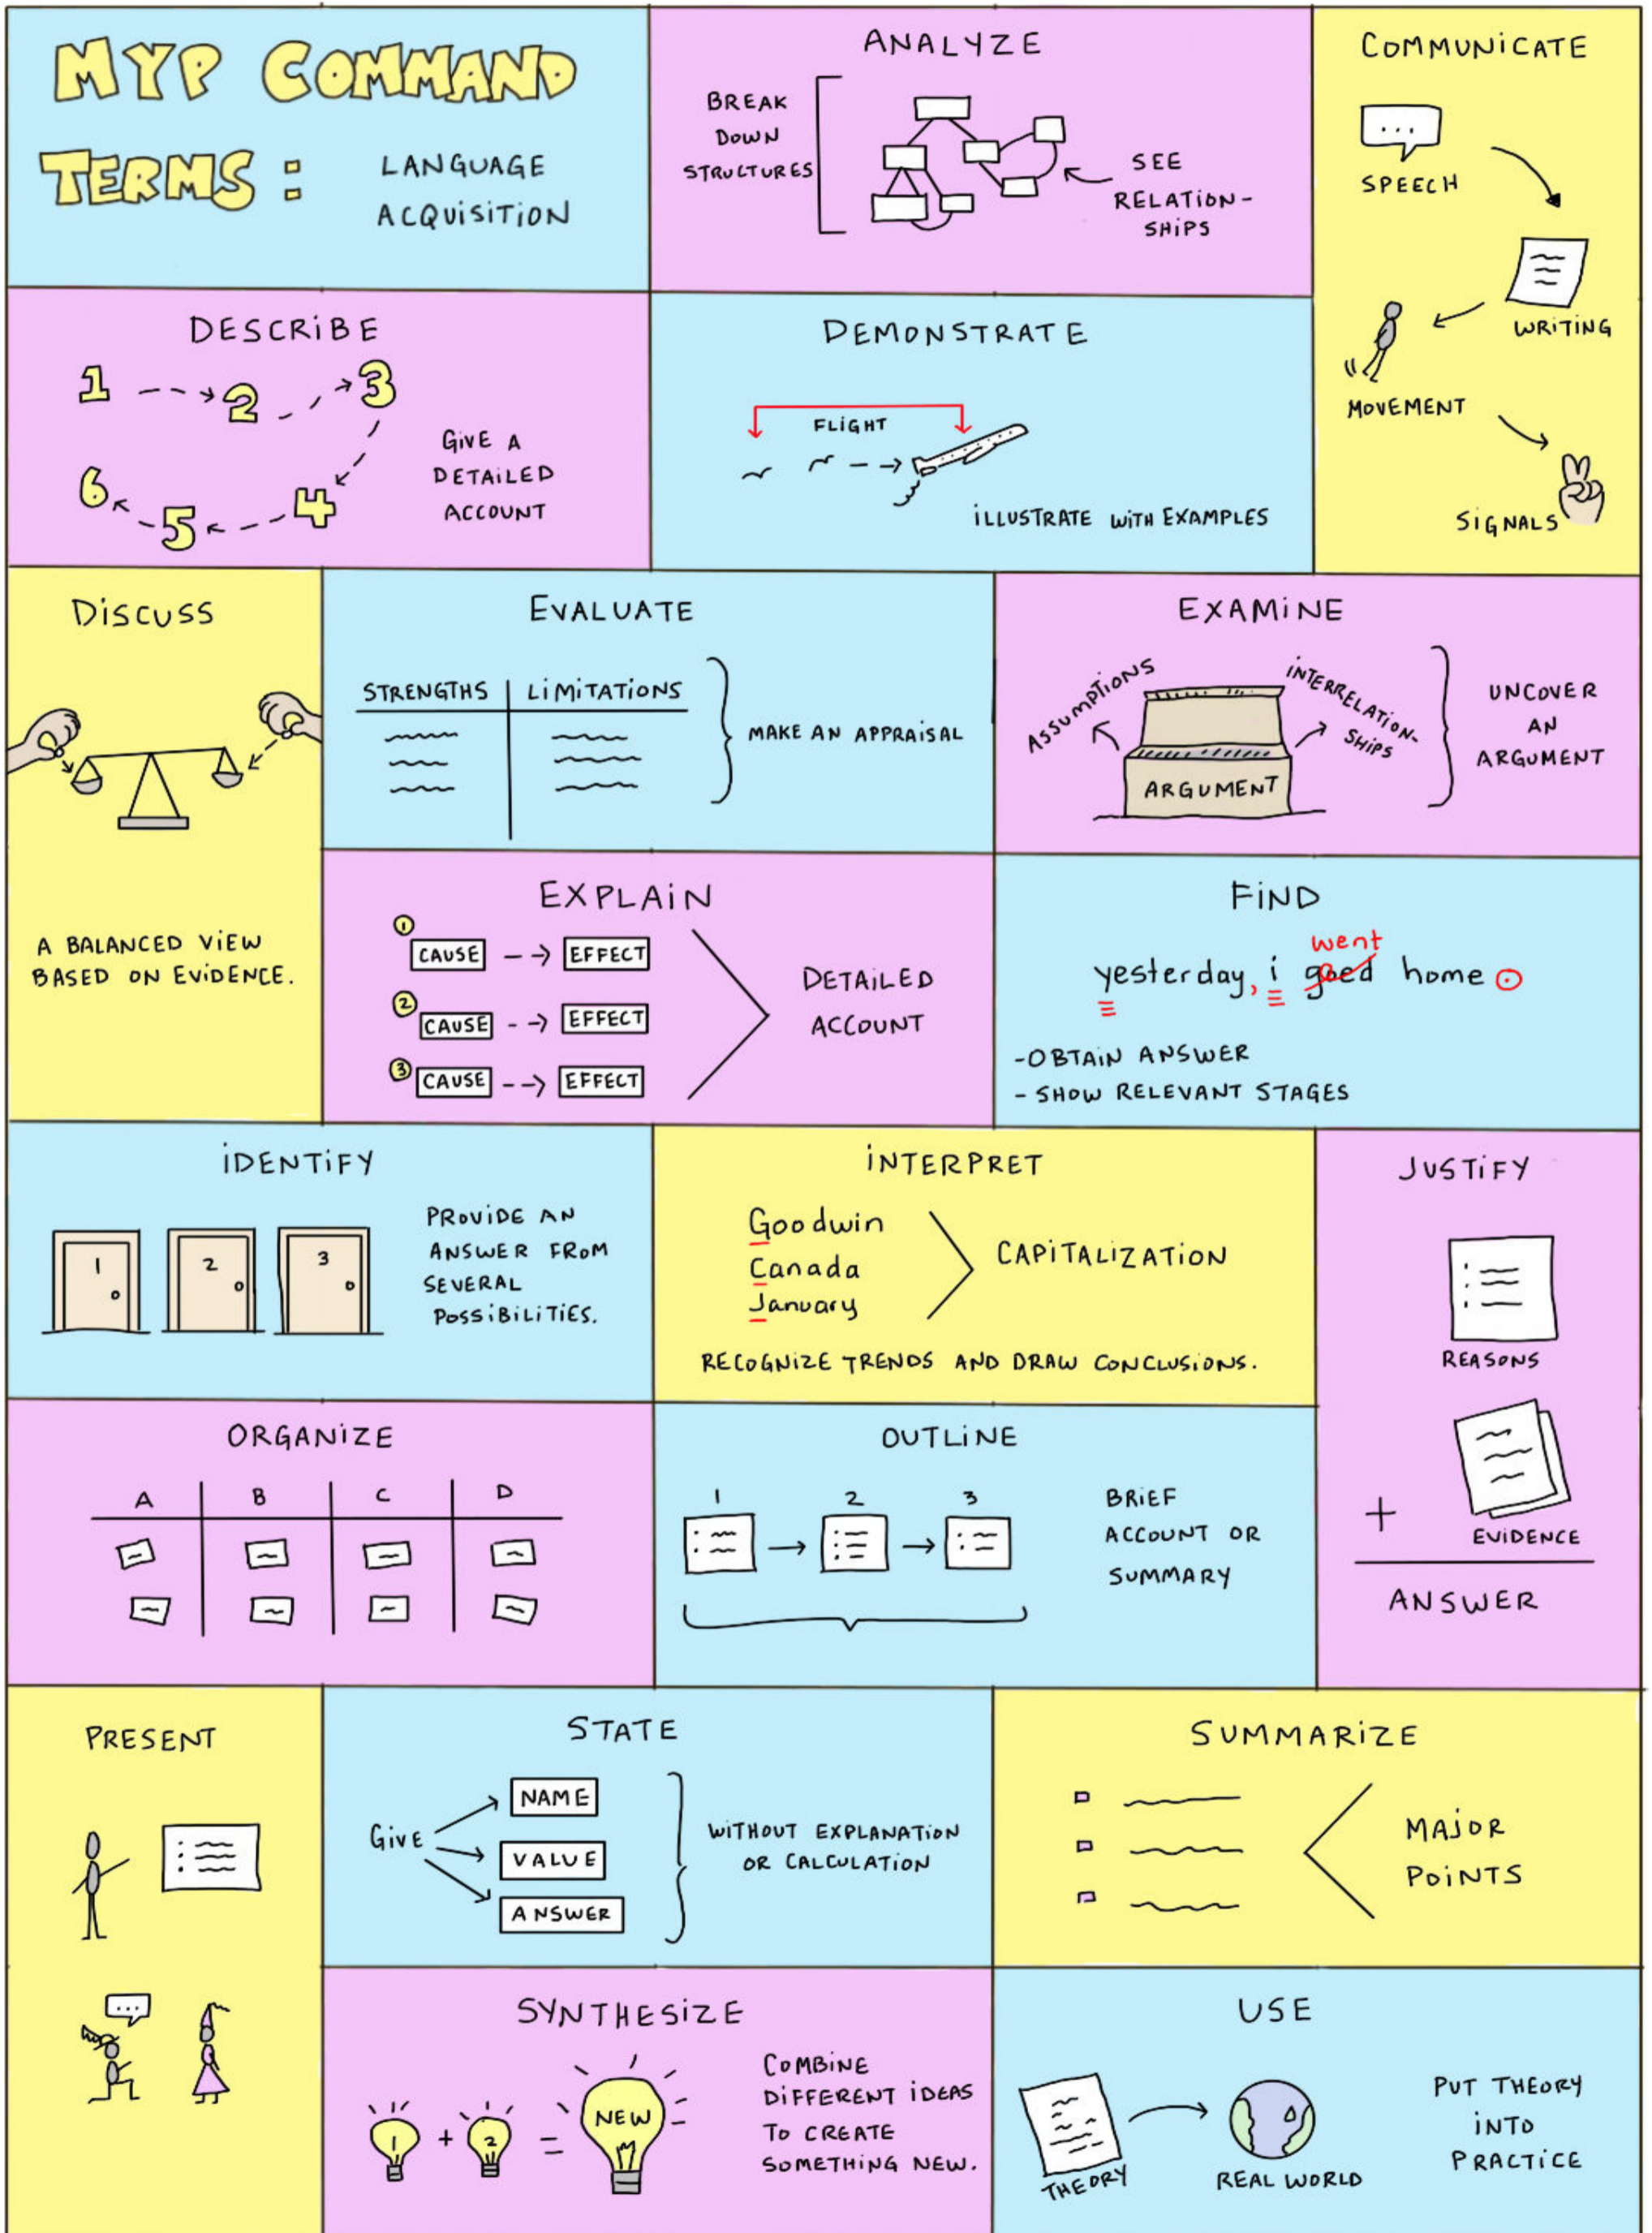 MYP COMMAND
TERMS:
LANGUAGE
ACQUISITION
ANALYZE
BREAK
DOWN
STRUCTURES
SEE
RELATION-
SHIPS
COMMUNICATE
...
SPEECH
WRITING
MOVEMENT
SIGNALS
DESCRIBE
1
2
3
4
5
6
GIVE A
DETAILED
ACCOUNT
DEMONSTRATE
FLIGHT
ILLUSTRATE WITH EXAMPLES
DISCUSS
A BALANCED VIEW
BASED ON EVIDENCE.
EVALUATE
STRENGTHS LIMITATIONS
MAKE AN APPRAISAL
EXAMINE
ASSUMPTIONS
INTERRELATION-
SHIPS
ARGUMENT
UNCOVER
AN
ARGUMENT
EXPLAIN
1 CAUSE EFFECT
2 CAUSE EFFECT
3 CAUSE EFFECT
DETAILED
ACCOUNT
FIND
went
yesterday, i goed home
-OBTAIN ANSWER
- SHOW RELEVANT STAGES
IDENTIFY
1 2 3
PROVIDE AN
ANSWER FROM
SEVERAL
POSSIBILITIES.
INTERPRET
Goodwin
Canada
January
CAPITALIZATION
RECOGNIZE TRENDS AND DRAW CONCLUSIONS.
JUSTIFY
REASONS
+
EVIDENCE
ANSWER
ORGANIZE
A B C D
OUTLINE
1 2 3
BRIEF
ACCOUNT OR
SUMMARY
PRESENT
...
STATE
GIVE
NAME
VALUE
ANSWER
WITHOUT EXPLANATION
OR CALCULATION
SUMMARIZE
MAJOR
POINTS
SYNTHESIZE
1 + 2 = NEW
COMBINE
DIFFERENT IDEAS
TO CREATE
SOMETHING NEW.
USE
THEORY
REAL WORLD
PUT THEORY
INTO
PRACTICE